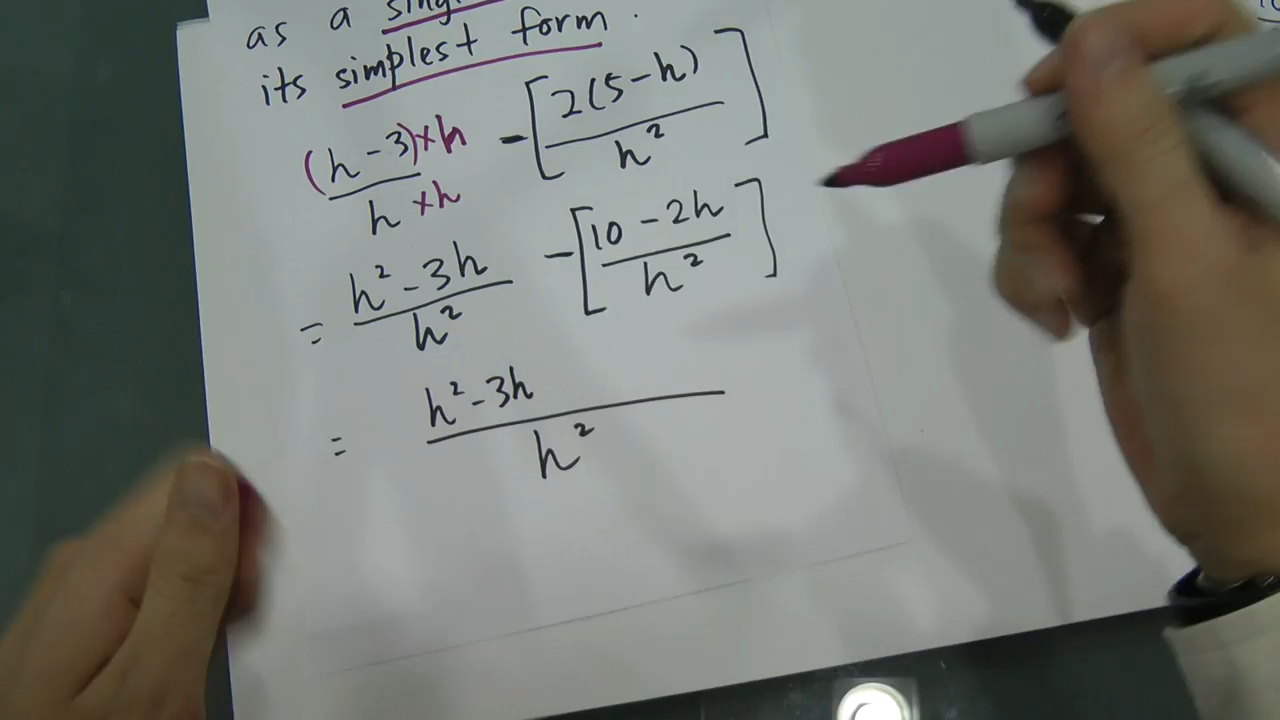 as a
its simplest form.
(h - 3) × h / h × h - [2(5 - h) / h²]
= h² - 3h / h² - [10 - 2h / h²]
= h² - 3h / h²